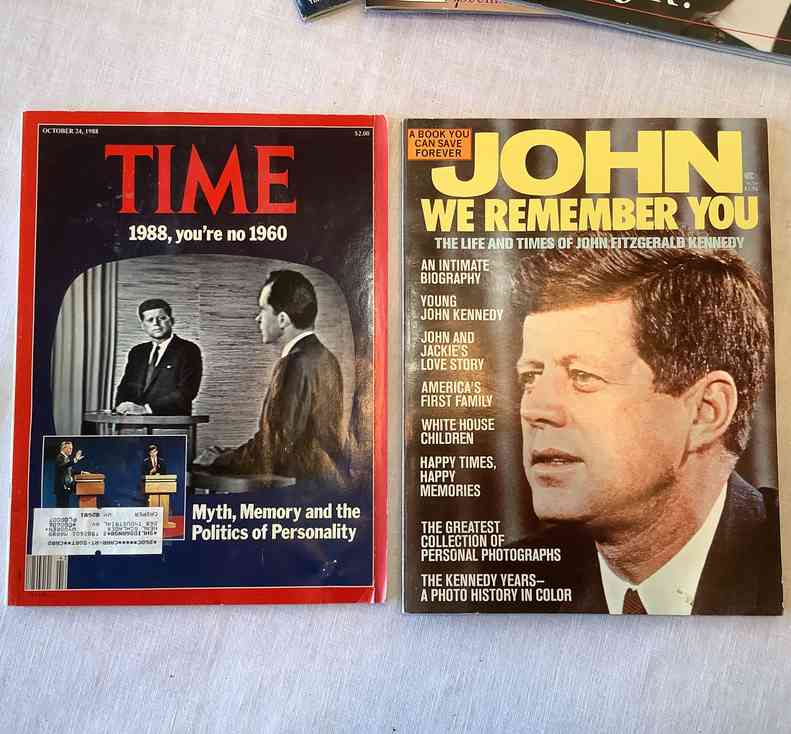 OCTOBER 24, 1988
$2.00
TIME
1988, you're no 1960
Myth, Memory and the
Politics of Personality
A BOOK YOU
CAN SAVE
FOREVER
JOHN
WE REMEMBER YOU
THE LIFE AND TIMES OF JOHN FITZGERALD KENNEDY
AN INTIMATE
BIOGRAPHY
YOUNG
JOHN KENNEDY
JOHN AND
JACKIE'S
LOVE STORY
AMERICA'S
FIRST FAMILY
WHITE HOUSE
CHILDREN
HAPPY TIMES,
HAPPY
MEMORIES
THE GREATEST
COLLECTION OF
PERSONAL PHOTOGRAPHS
THE KENNEDY YEARS–
A PHOTO HISTORY IN COLOR